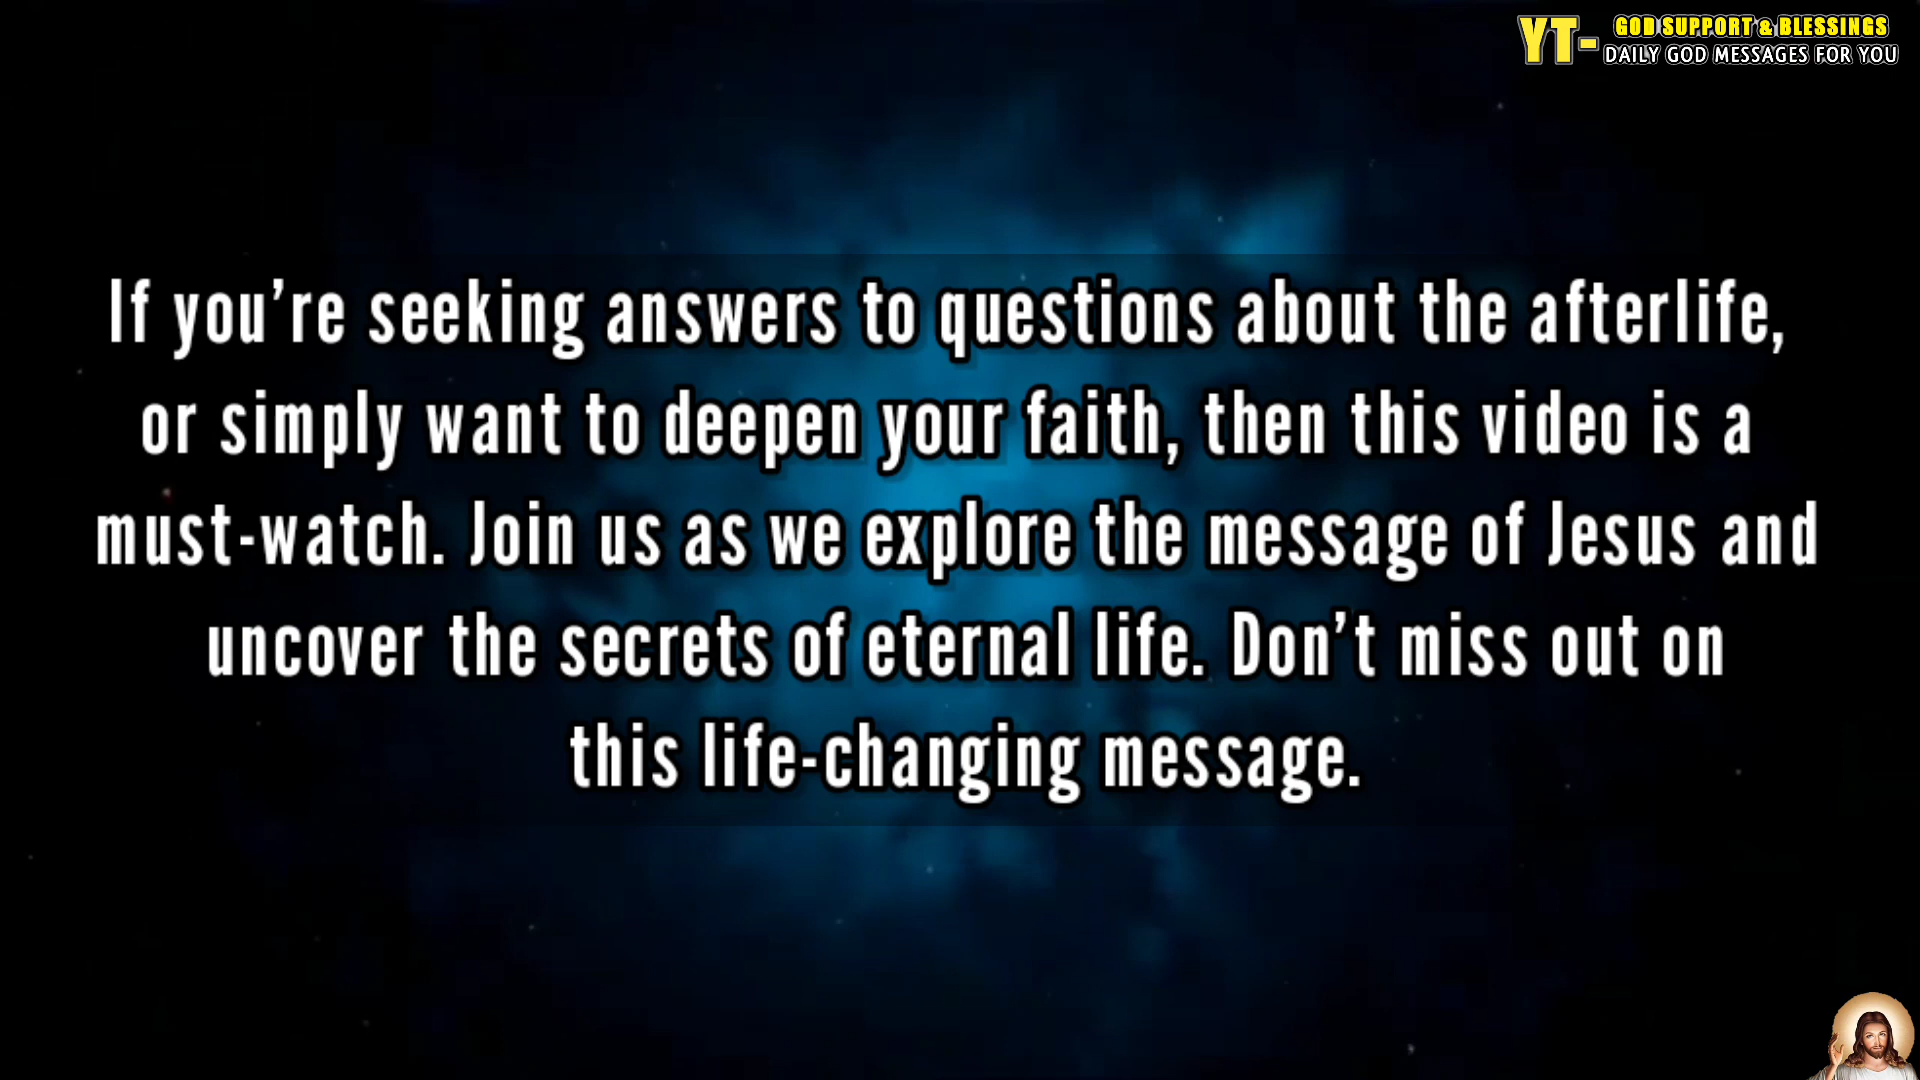 YT- GOD SUPPORT & BLESSINGS
DAILY GOD MESSAGES FOR YOU
If you’re seeking answers to questions about the afterlife,
or simply want to deepen your faith, then this video is a
must-watch. Join us as we explore the message of Jesus and
uncover the secrets of eternal life. Don’t miss out on
this life-changing message.